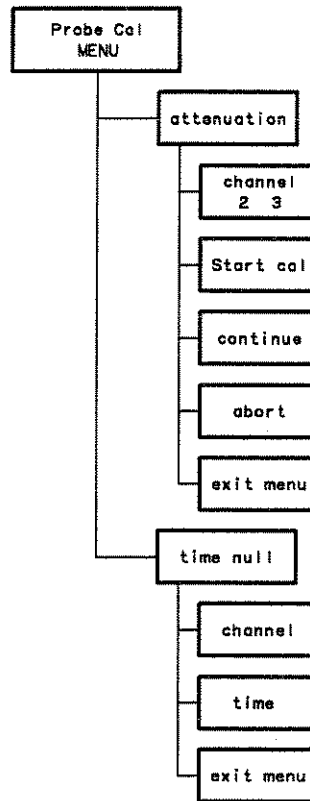 Probe Cal
MENU
attenuation
channel
2 3
Start cal
continue
abort
exit menu
time null
channel
time
exit menu